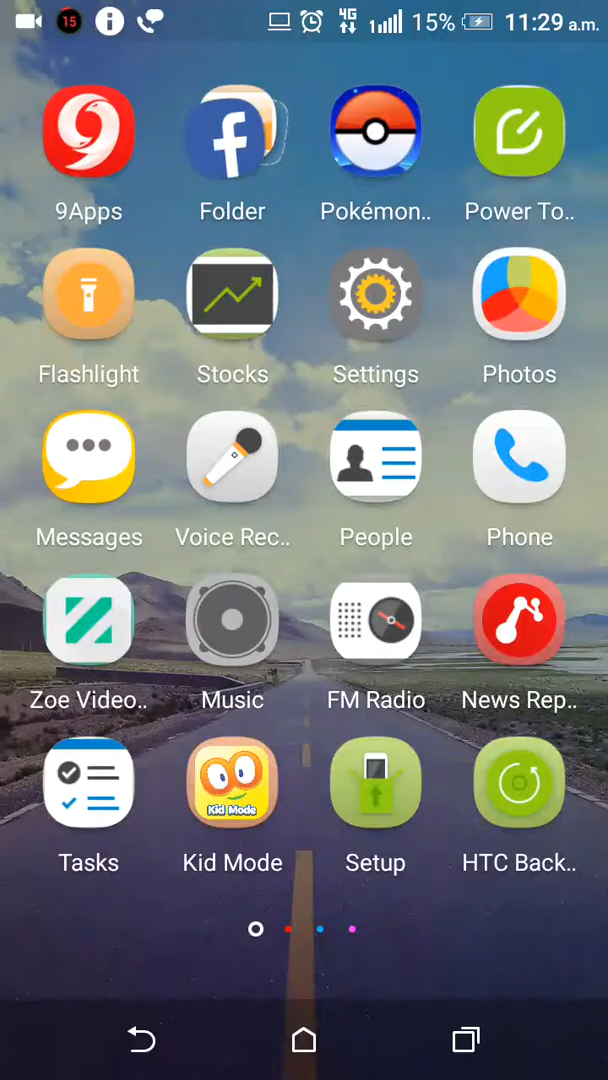 15 4G 1 15% 11:29 a.m.
9Apps Folder Pokémon.. Power To..
Flashlight Stocks Settings Photos
Messages Voice Rec.. People Phone
Zoe Video.. Music FM Radio News Rep..
Kid Mode
Tasks Kid Mode Setup HTC Back..